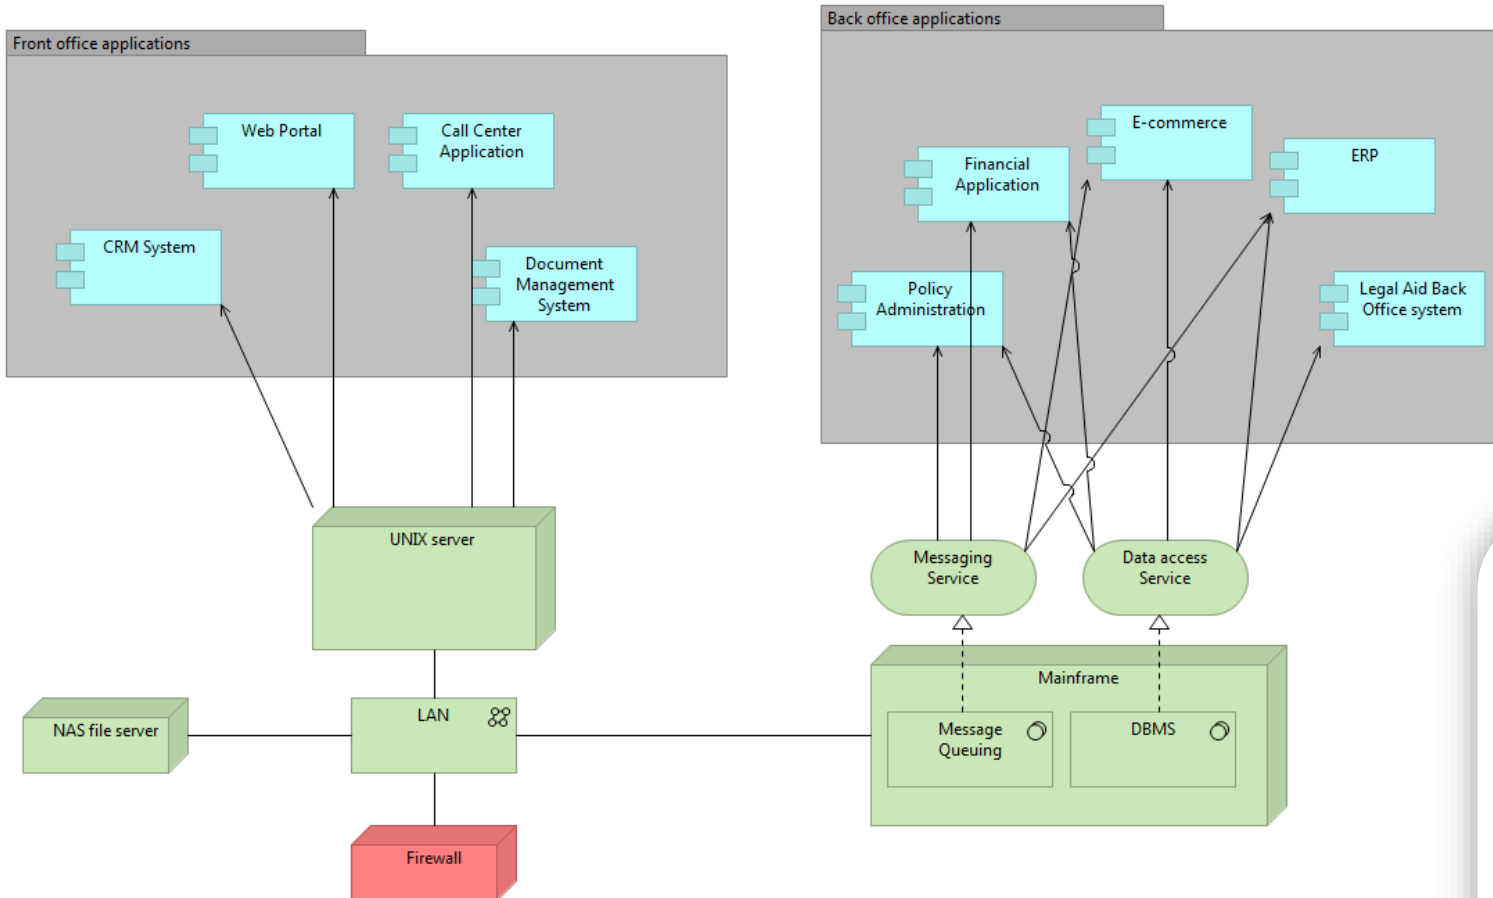 Front office applications
Back office applications
Web Portal
Call Center
Application
CRM System
Document
Management
System
E-commerce
Financial
Application
ERP
Policy
Administration
Legal Aid Back
Office system
UNIX server
Messaging
Service
Data access
Service
Mainframe
Message
Queuing
DBMS
LAN
NAS file server
Firewall